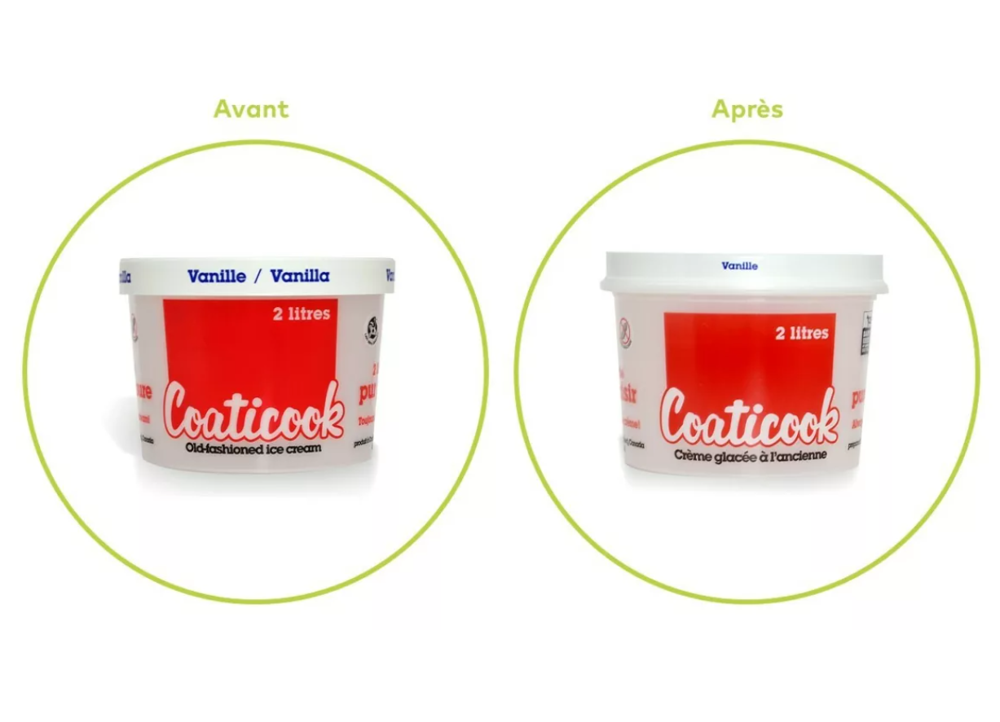 Avant
Après
Vanille / Vanilla
2 litres
Coaticook
Old-fashioned ice cream
Vanille
2 litres
Coaticook
Crème glacée à l'ancienne